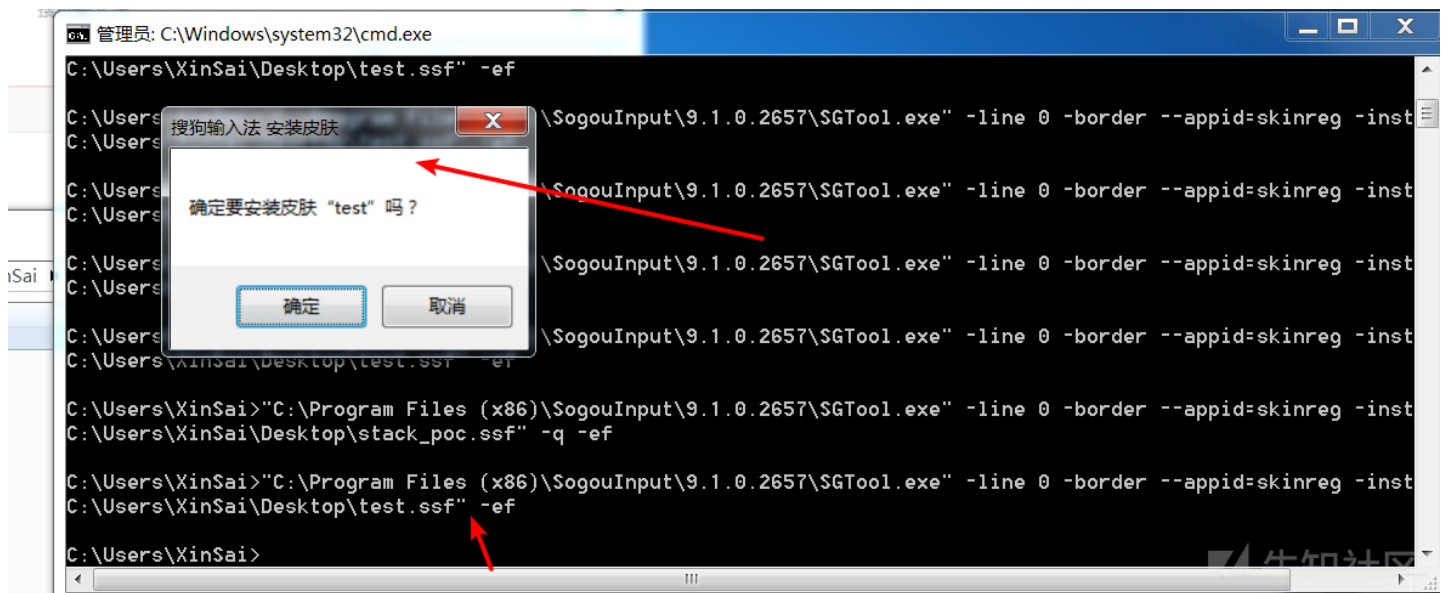 管理员: C:\Windows\system32\cmd.exe
C:\Users\XinSai\Desktop\test.ssf" -ef
C:\Users \SogouInput\9.1.0.2657\SGTool.exe" -line 0 -border --appid=skinreg -inst
C:\Users
搜狗输入法 安装皮肤
C:\Users \SogouInput\9.1.0.2657\SGTool.exe" -line 0 -border --appid=skinreg -inst
确定要安装皮肤“test”吗？
C:\Users
C:\Users \SogouInput\9.1.0.2657\SGTool.exe" -line 0 -border --appid=skinreg -inst
nSai
C:\Users
确定 取消
C:\Users \SogouInput\9.1.0.2657\SGTool.exe" -line 0 -border --appid=skinreg -inst
C:\Users\XinSai\Desktop\test.ssf" -ef
C:\Users\XinSai>"C:\Program Files (x86)\SogouInput\9.1.0.2657\SGTool.exe" -line 0 -border --appid=skinreg -inst
C:\Users\XinSai\Desktop\stack_poc.ssf" -q -ef
C:\Users\XinSai>"C:\Program Files (x86)\SogouInput\9.1.0.2657\SGTool.exe" -line 0 -border --appid=skinreg -inst
C:\Users\XinSai\Desktop\test.ssf" -ef
C:\Users\XinSai>
先知社区